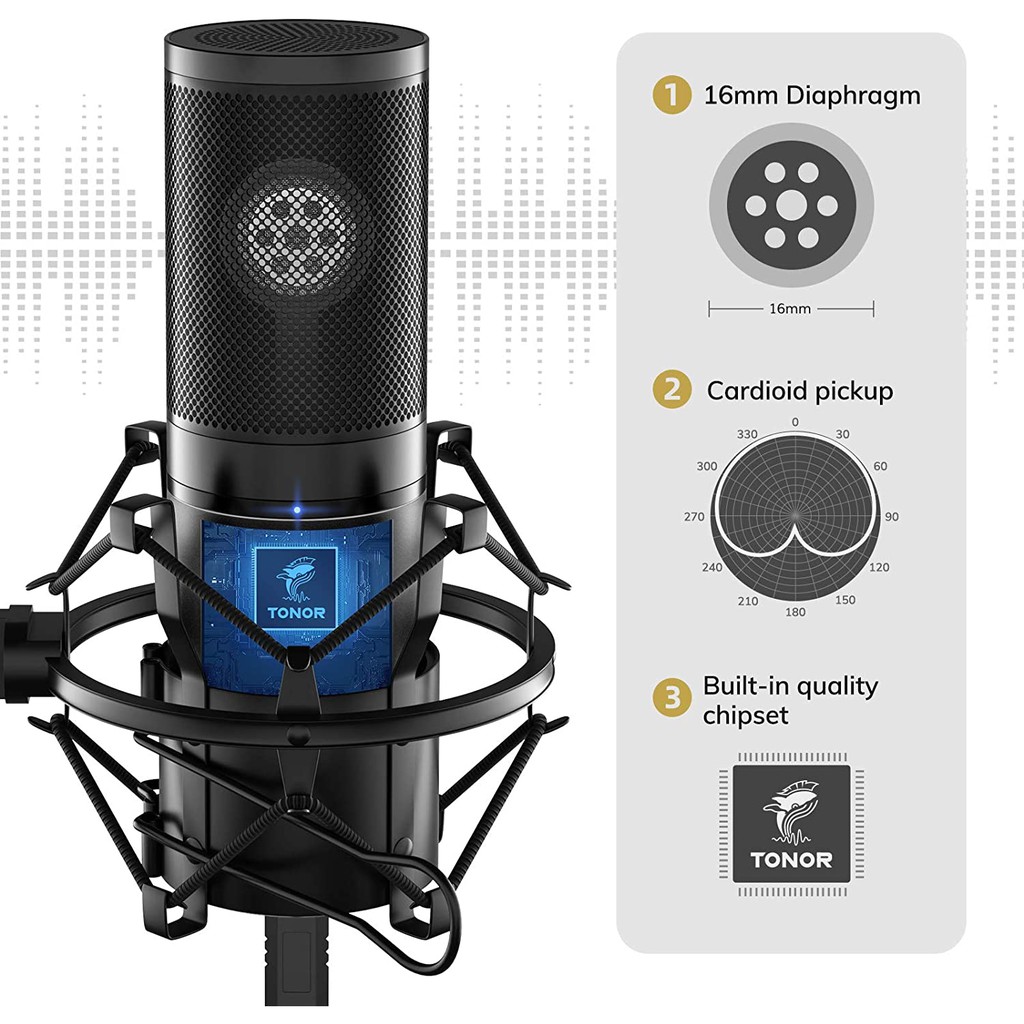 TONOR
1 16mm Diaphragm
16mm
2 Cardioid pickup
0
330 30
300 60
270 90
240 120
210 150
180
3 Built-in quality
chipset
TONOR